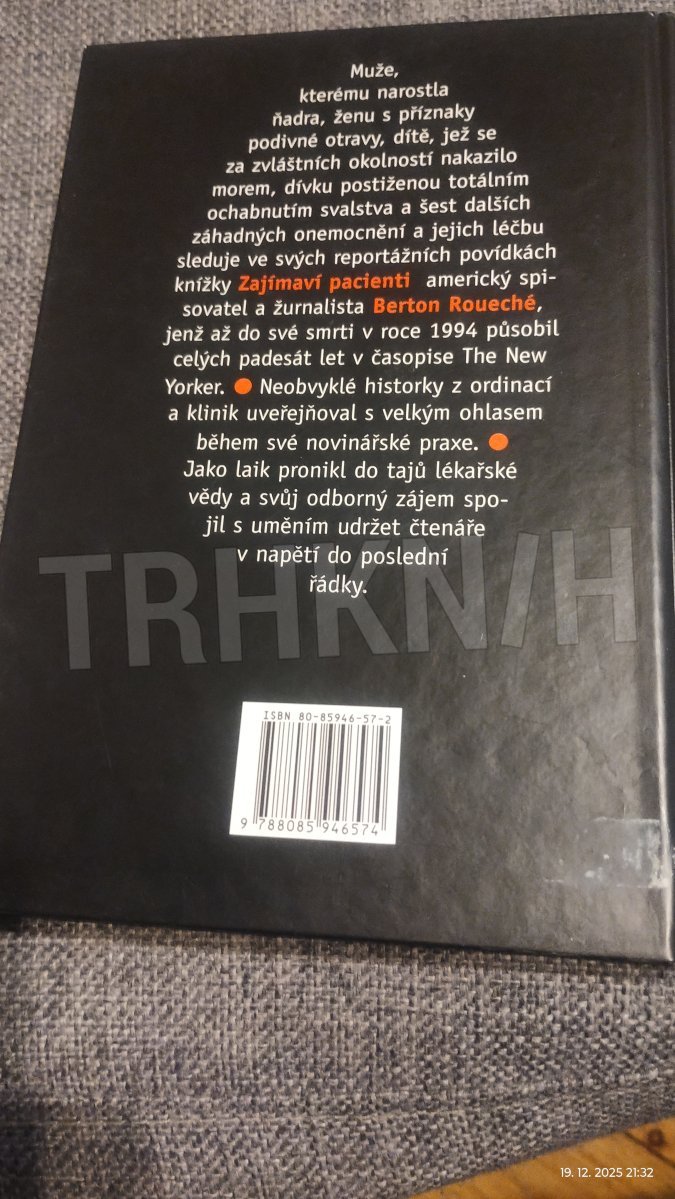 Muže,
kterému narostla
ňadra, ženu s příznaky
podivné otravy, dítě, jež se
za zvláštních okolností nakazilo
morem, dívku postiženou totálním
ochabnutím svalstva a šest dalších
záhadných onemocnění a jejich léčbu
sleduje ve svých reportážních povídkách
knížky Zajímaví pacienti americký spi-
sovatel a žurnalista Berton Roueché,
jenž až do své smrti v roce 1994 působil
celých padesát let v časopise The New
Yorker. ● Neobvyklé historky z ordinací
a klinik uveřejňoval s velkým ohlasem
během své novinářské praxe. ●
Jako laik pronikl do tajů lékařské
vědy a svůj odborný zájem spo-
jil s uměním udržet čtenáře
v napětí do poslední
řádky.
TRHKN/H
ISBN 80-85946-57-2
9 788085 946574
19. 12. 2025 21:32